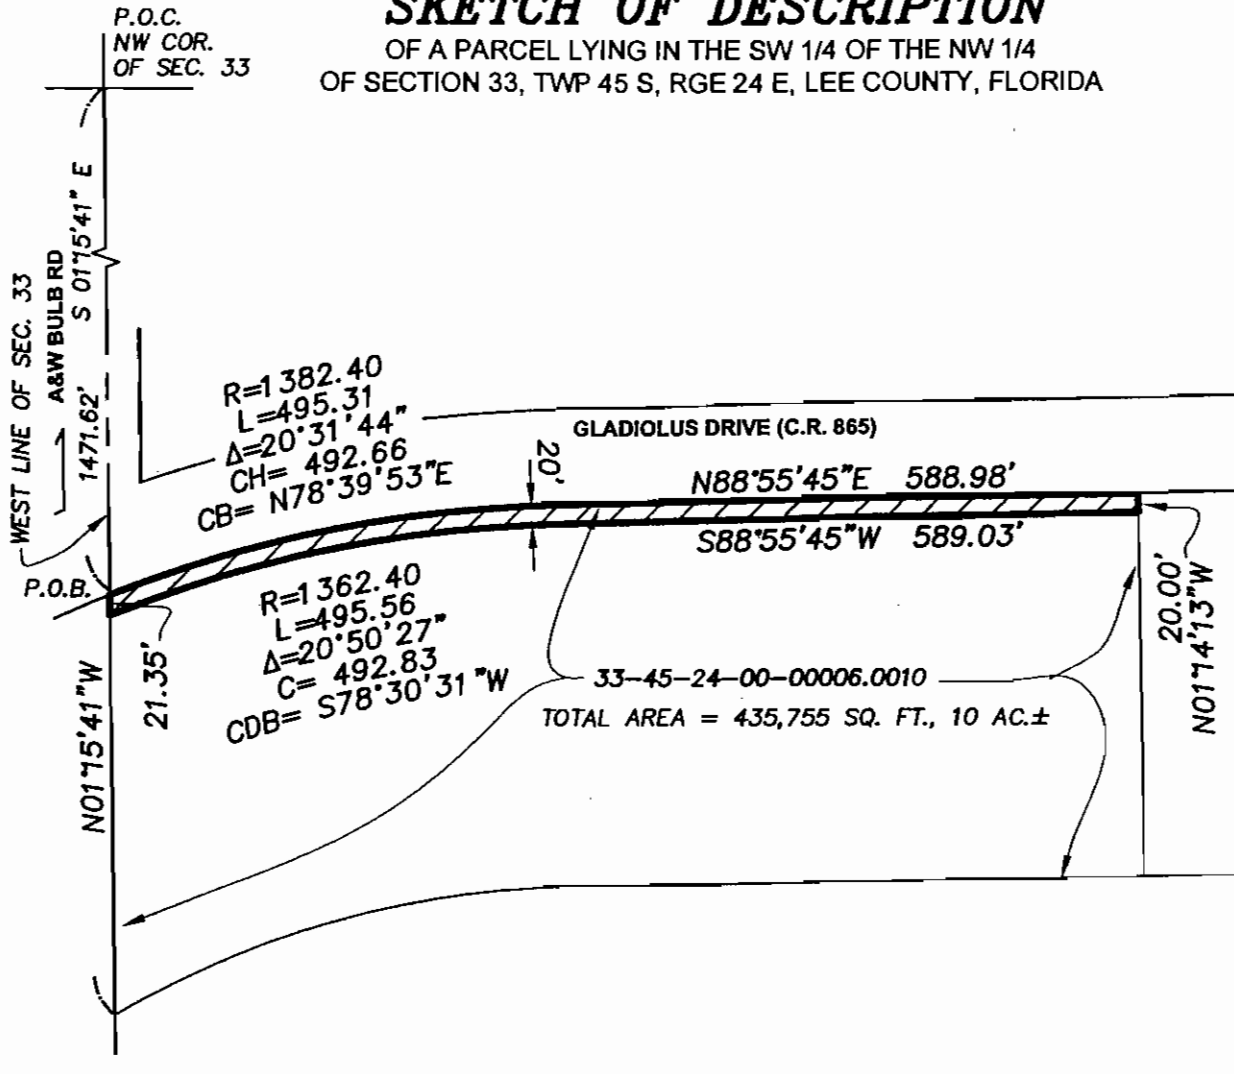 SKETCH OF DESCRIPTION
OF A PARCEL LYING IN THE SW 1/4 OF THE NW 1/4
OF SECTION 33, TWP 45 S, RGE 24 E, LEE COUNTY, FLORIDA
P.O.C.
NW COR.
OF SEC. 33
WEST LINE OF SEC. 33
A&W BULB RD
1471.62' S 01°15'41" E
R=1382.40
L=495.31
Δ=20°31'44"
CH= 492.66
CB= N78°39'53"E
GLADIOLUS DRIVE (C.R. 865)
20'
N88°55'45"E 588.98'
S88°55'45"W 589.03'
P.O.B.
R=1362.40
L=495.56
Δ=20°50'27"
C= 492.83
CDB= S78°30'31"W
21.35'
N01°15'41"W
20.00'
N01°14'13"W
33-45-24-00-00006.0010
TOTAL AREA = 435,755 SQ. FT., 10 AC.±